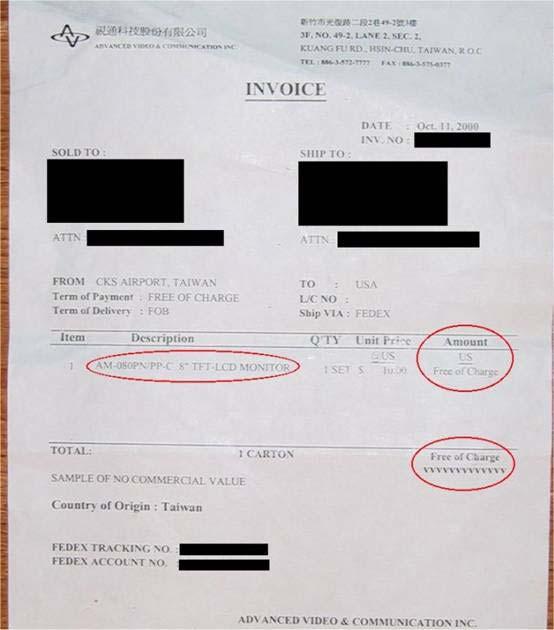 視通科技股份有限公司
ADVANCED VIDEO & COMMUNICATION INC.
新竹市光復路二段2巷49-2號3樓
3F, NO. 49-2, LANE 2, SEC. 2,
KUANG FU RD., HSIN-CHU, TAIWAN, R.O.C
TEL : 886-3-572-7777 FAX : 886-3-575-0377
INVOICE
DATE : Oct. 11, 2000
INV. NO :
SOLD TO :
SHIP TO :
ATTN.:
ATTN.:
FROM CKS AIRPORT, TAIWAN
TO : USA
Term of Payment : FREE OF CHARGE
L/C NO :
Term of Delivery : FOB
Ship VIA : FEDEX
Item Description Q'TY Unit Price Amount
@US US
1 AM-080PN/PP-C 8" TFT-LCD MONITOR 1 SET $ 10.00 Free of Charge
TOTAL: 1 CARTON Free of Charge
vvvvvvvvvvvvv
SAMPLE OF NO COMMERCIAL VALUE
Country of Origin : Taiwan
FEDEX TRACKING NO. :
FEDEX ACCOUNT NO. :
ADVANCED VIDEO & COMMUNICATION INC.